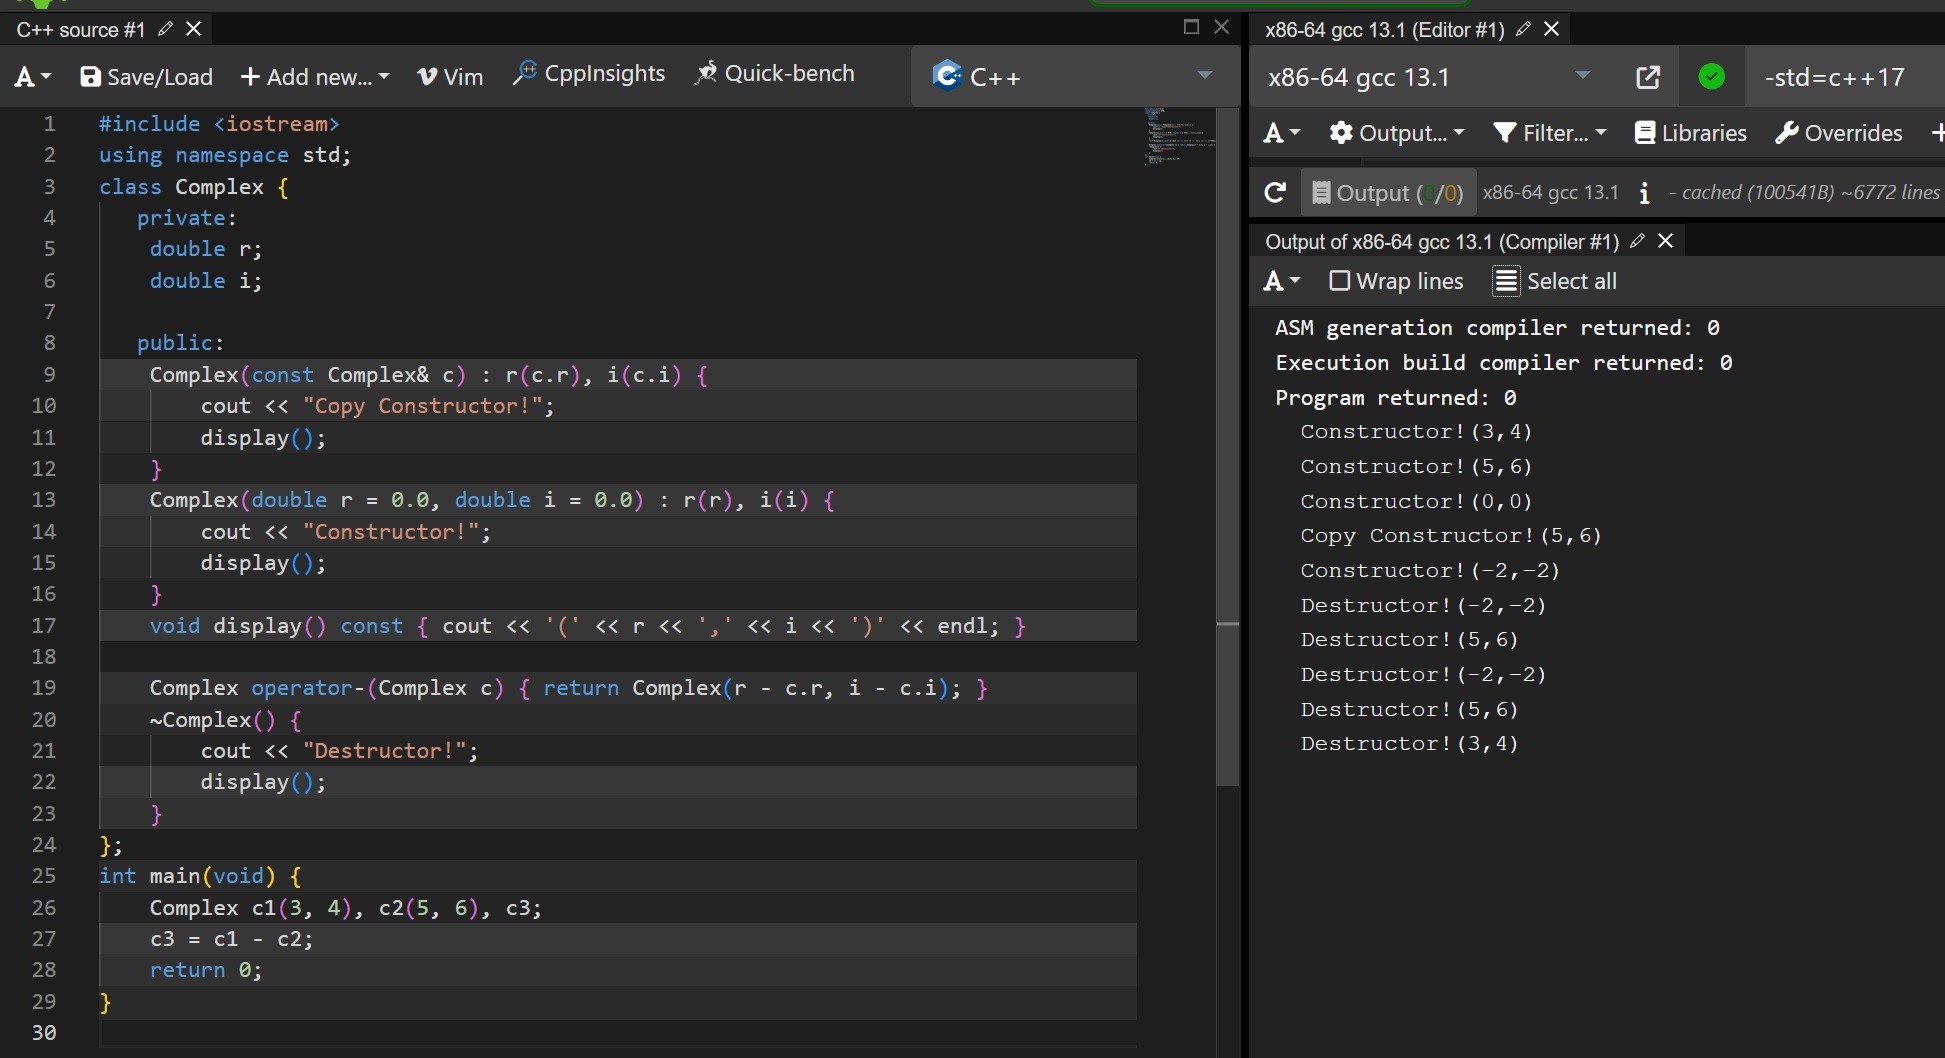 C++ source #1
A Save/Load + Add new... Vim CppInsights Quick-bench C++
1 #include <iostream>
2 using namespace std;
3 class Complex {
4 private:
5 double r;
6 double i;
7
8 public:
9 Complex(const Complex& c) : r(c.r), i(c.i) {
10 cout << "Copy Constructor!";
11 display();
12 }
13 Complex(double r = 0.0, double i = 0.0) : r(r), i(i) {
14 cout << "Constructor!";
15 display();
16 }
17 void display() const { cout << '(' << r << ',' << i << ')' << endl; }
18
19 Complex operator-(Complex c) { return Complex(r - c.r, i - c.i); }
20 ~Complex() {
21 cout << "Destructor!";
22 display();
23 }
24 };
25 int main(void) {
26 Complex c1(3, 4), c2(5, 6), c3;
27 c3 = c1 - c2;
28 return 0;
29 }
30
x86-64 gcc 13.1 (Editor #1)
x86-64 gcc 13.1 -std=c++17
A Output... Filter... Libraries Overrides +
Output (0/0) x86-64 gcc 13.1 i - cached (100541B) ~6772 lines
Output of x86-64 gcc 13.1 (Compiler #1)
A Wrap lines Select all
ASM generation compiler returned: 0
Execution build compiler returned: 0
Program returned: 0
Constructor!(3,4)
Constructor!(5,6)
Constructor!(0,0)
Copy Constructor!(5,6)
Constructor!(-2,-2)
Destructor!(-2,-2)
Destructor!(5,6)
Destructor!(-2,-2)
Destructor!(5,6)
Destructor!(3,4)